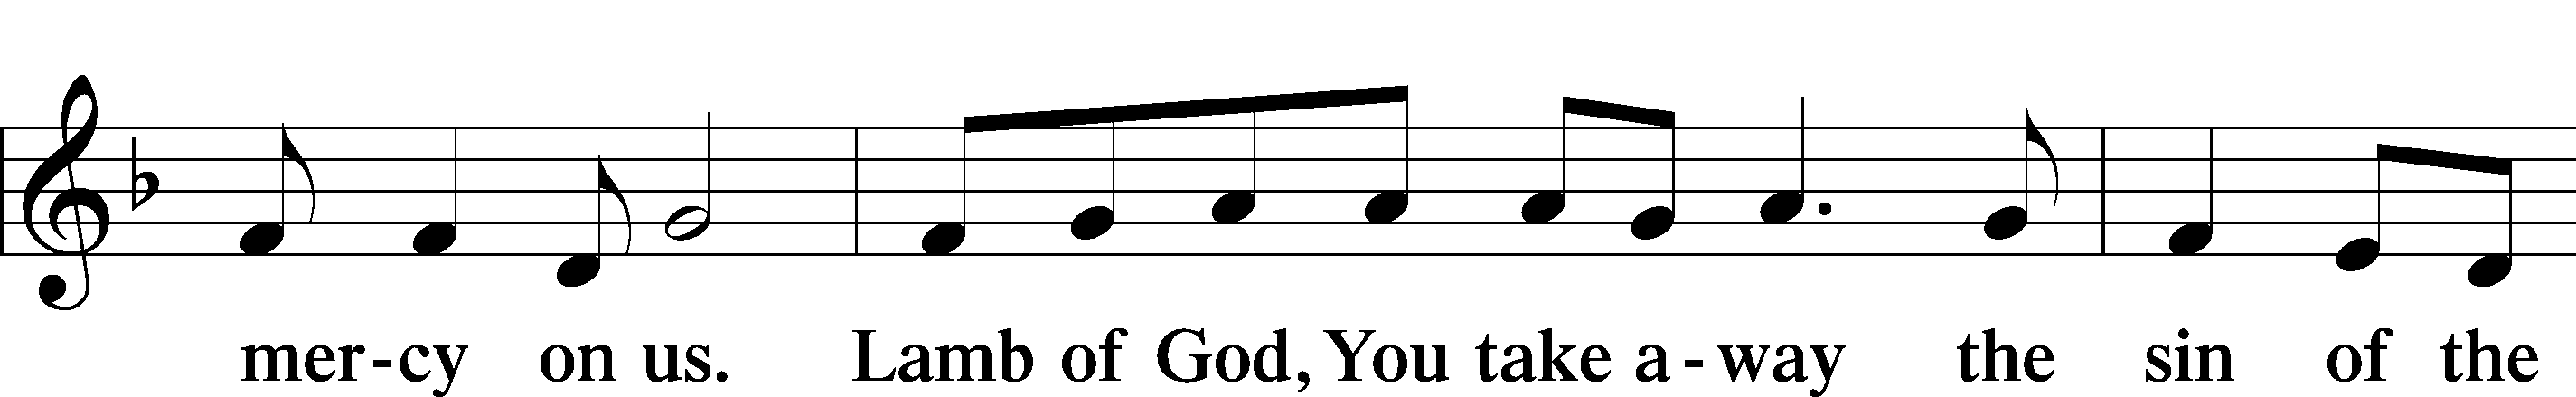 mer-cy on us. Lamb of God, You take a-way the sin of the